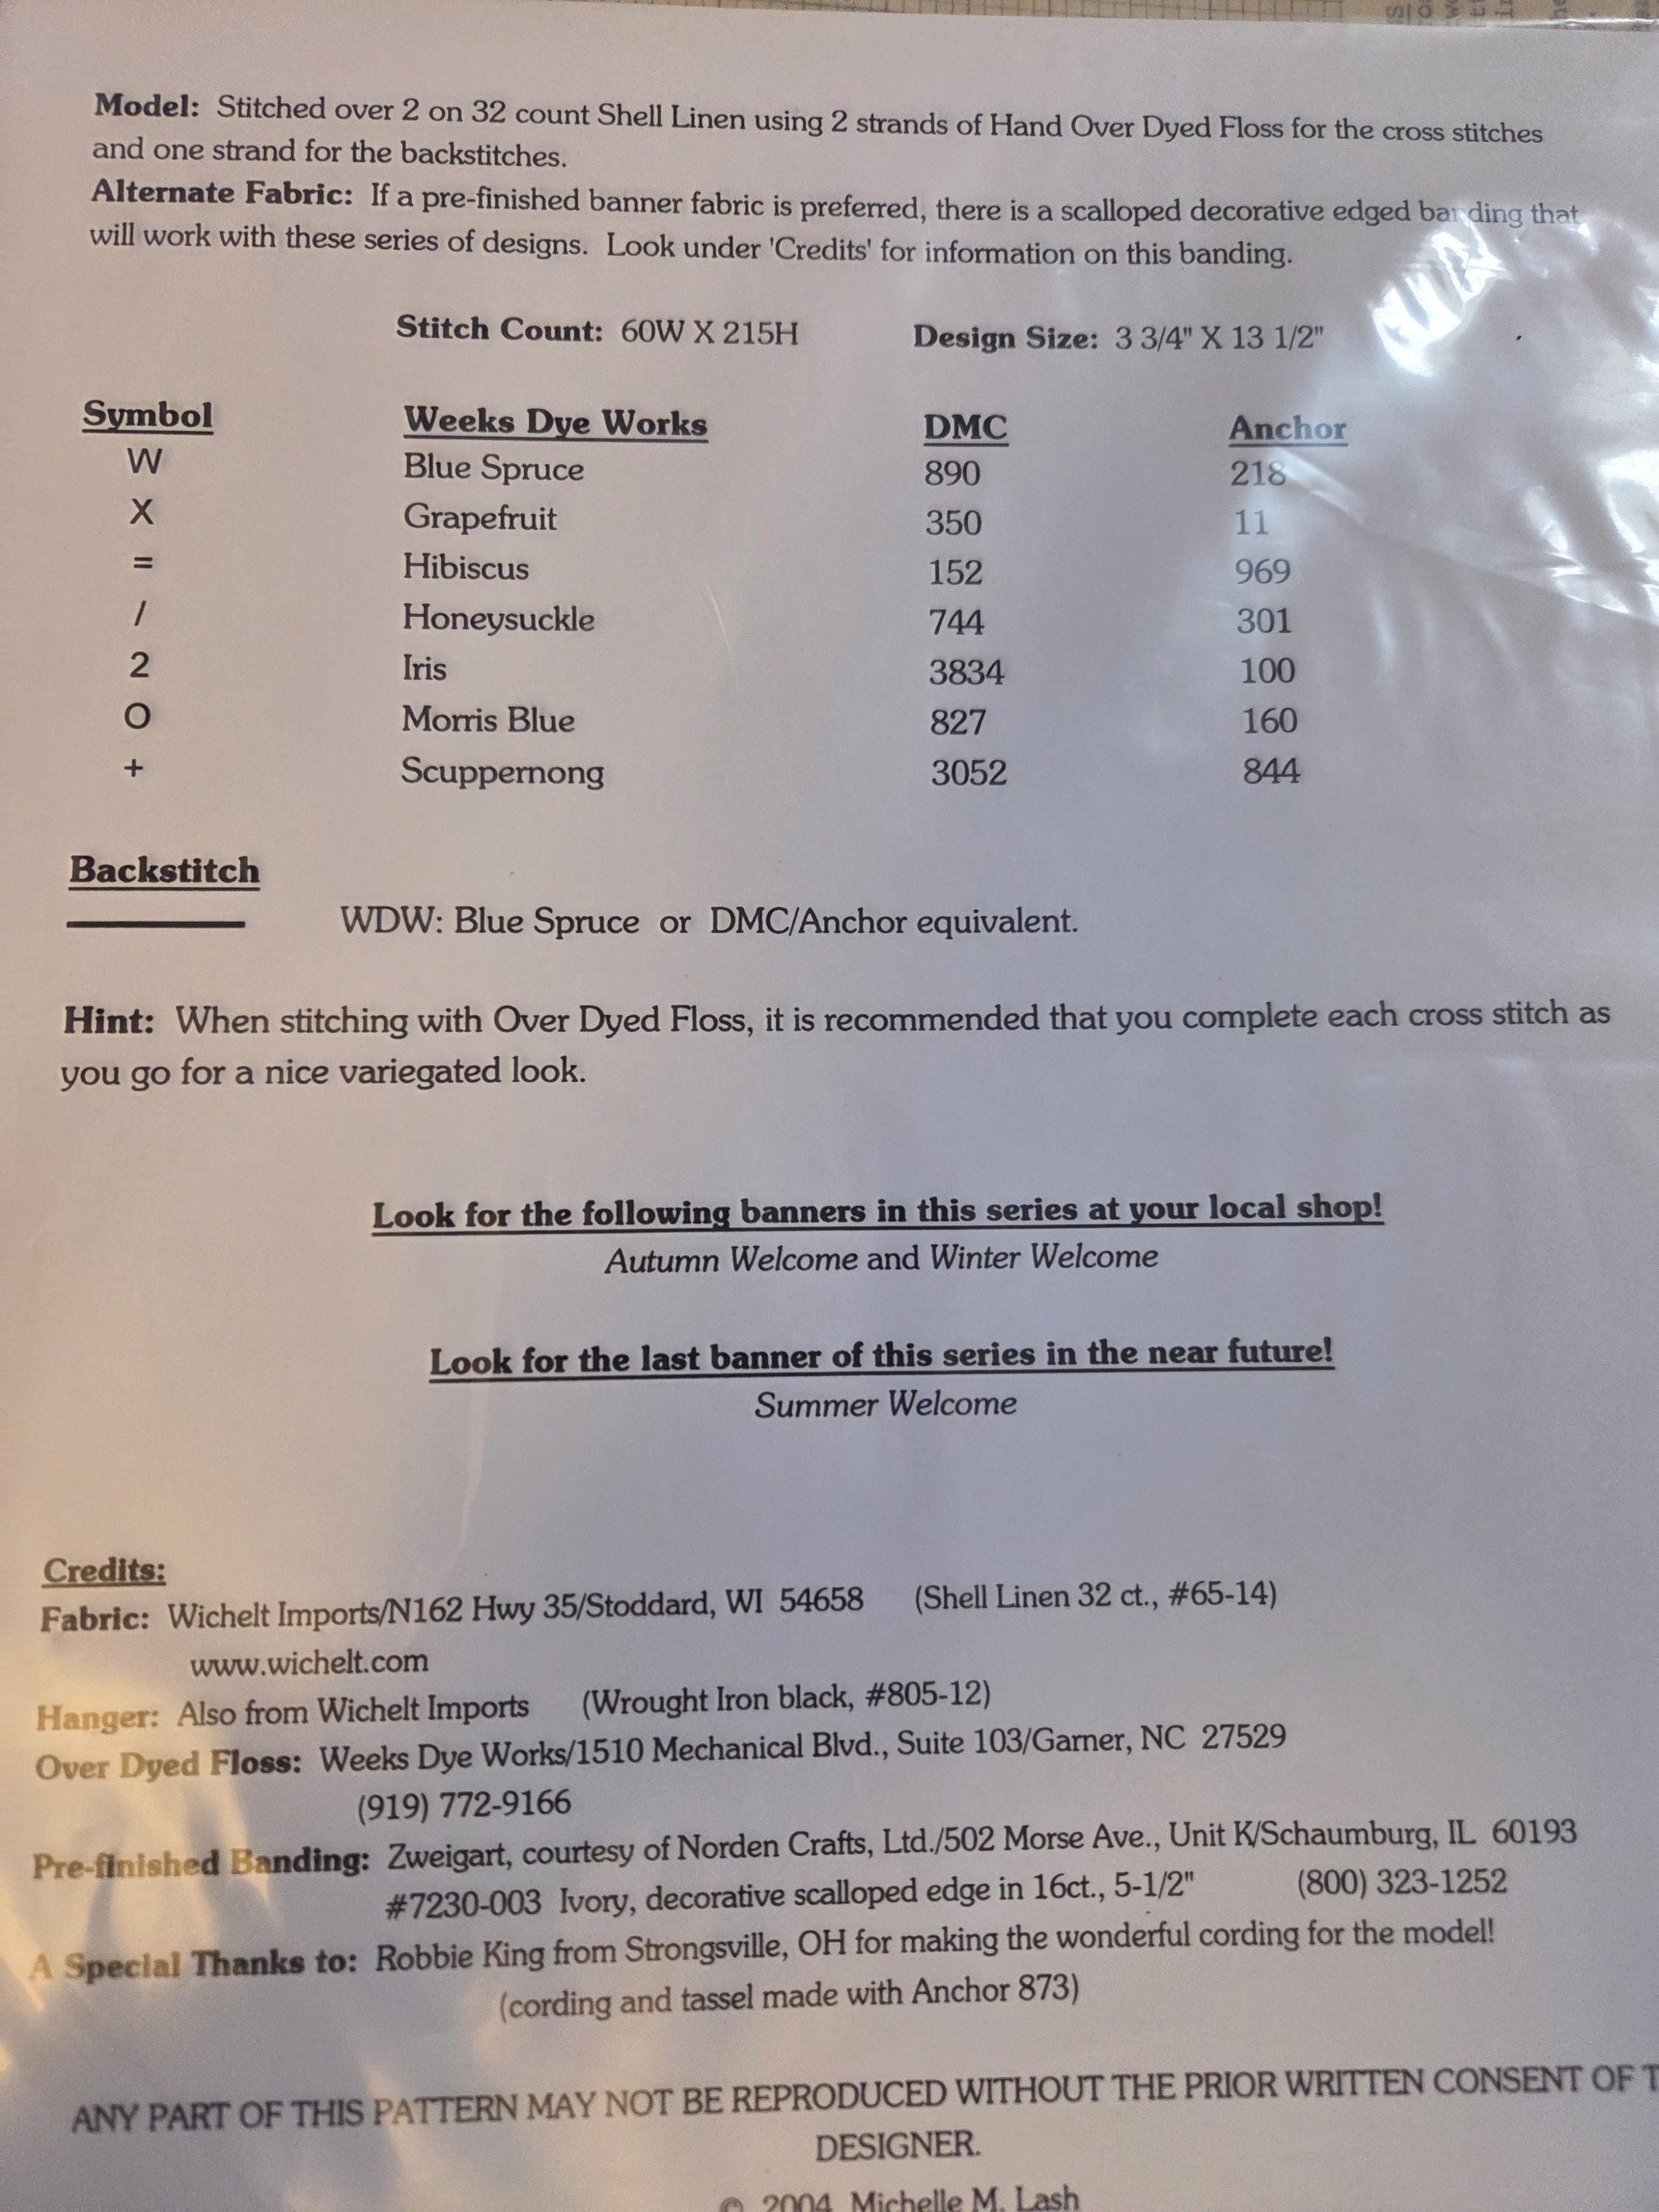 Model: Stitched over 2 on 32 count Shell Linen using 2 strands of Hand Over Dyed Floss for the cross stitches
and one strand for the backstitches.
Alternate Fabric: If a pre-finished banner fabric is preferred, there is a scalloped decorative edged banding that
will work with these series of designs. Look under 'Credits' for information on this banding.
Stitch Count: 60W X 215H Design Size: 3 3/4" X 13 1/2"
Symbol Weeks Dye Works DMC Anchor
W Blue Spruce 890 218
X Grapefruit 350 11
= Hibiscus 152 969
/ Honeysuckle 744 301
2 Iris 3834 100
O Morris Blue 827 160
+ Scuppernong 3052 844
Backstitch
WDW: Blue Spruce or DMC/Anchor equivalent.
Hint: When stitching with Over Dyed Floss, it is recommended that you complete each cross stitch as
you go for a nice variegated look.
Look for the following banners in this series at your local shop!
Autumn Welcome and Winter Welcome
Look for the last banner of this series in the near future!
Summer Welcome
Credits:
Fabric: Wichelt Imports/N162 Hwy 35/Stoddard, WI 54658 (Shell Linen 32 ct., #65-14)
www.wichelt.com
Hanger: Also from Wichelt Imports (Wrought Iron black, #805-12)
Over Dyed Floss: Weeks Dye Works/1510 Mechanical Blvd., Suite 103/Garner, NC 27529
(919) 772-9166
Pre-finished Banding: Zweigart, courtesy of Norden Crafts, Ltd./502 Morse Ave., Unit K/Schaumburg, IL 60193
#7230-003 Ivory, decorative scalloped edge in 16ct., 5-1/2" (800) 323-1252
A Special Thanks to: Robbie King from Strongsville, OH for making the wonderful cording for the model!
(cording and tassel made with Anchor 873)
ANY PART OF THIS PATTERN MAY NOT BE REPRODUCED WITHOUT THE PRIOR WRITTEN CONSENT OF T
DESIGNER.
© 2004 Michelle M. Lash